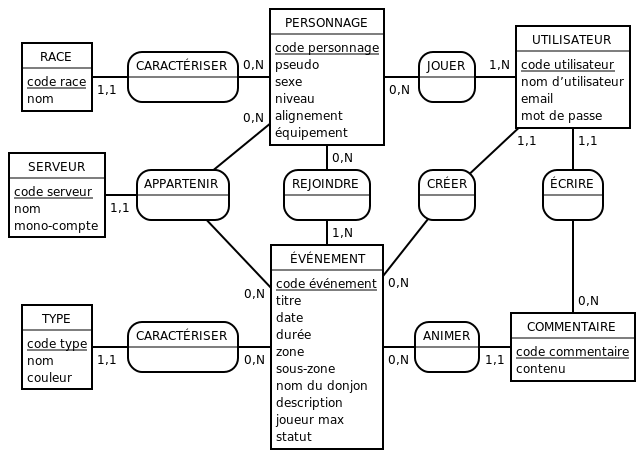 PERSONNAGE
code personnage
pseudo
sexe
niveau
alignement
équipement
RACE
code race
nom
CARACTÉRISER
1,1
0,N
JOUER
0,N
1,N
UTILISATEUR
code utilisateur
nom d’utilisateur
email
mot de passe
SERVEUR
code serveur
nom
mono-compte
APPARTENIR
1,1
0,N
0,N
REJOINDRE
0,N
1,N
CRÉER
1,1
0,N
ÉCRIRE
1,1
0,N
ÉVÉNEMENT
code événement
titre
date
durée
zone
sous-zone
nom du donjon
description
joueur max
statut
TYPE
code type
nom
couleur
CARACTÉRISER
1,1
0,N
ANIMER
0,N
1,1
COMMENTAIRE
code commentaire
contenu